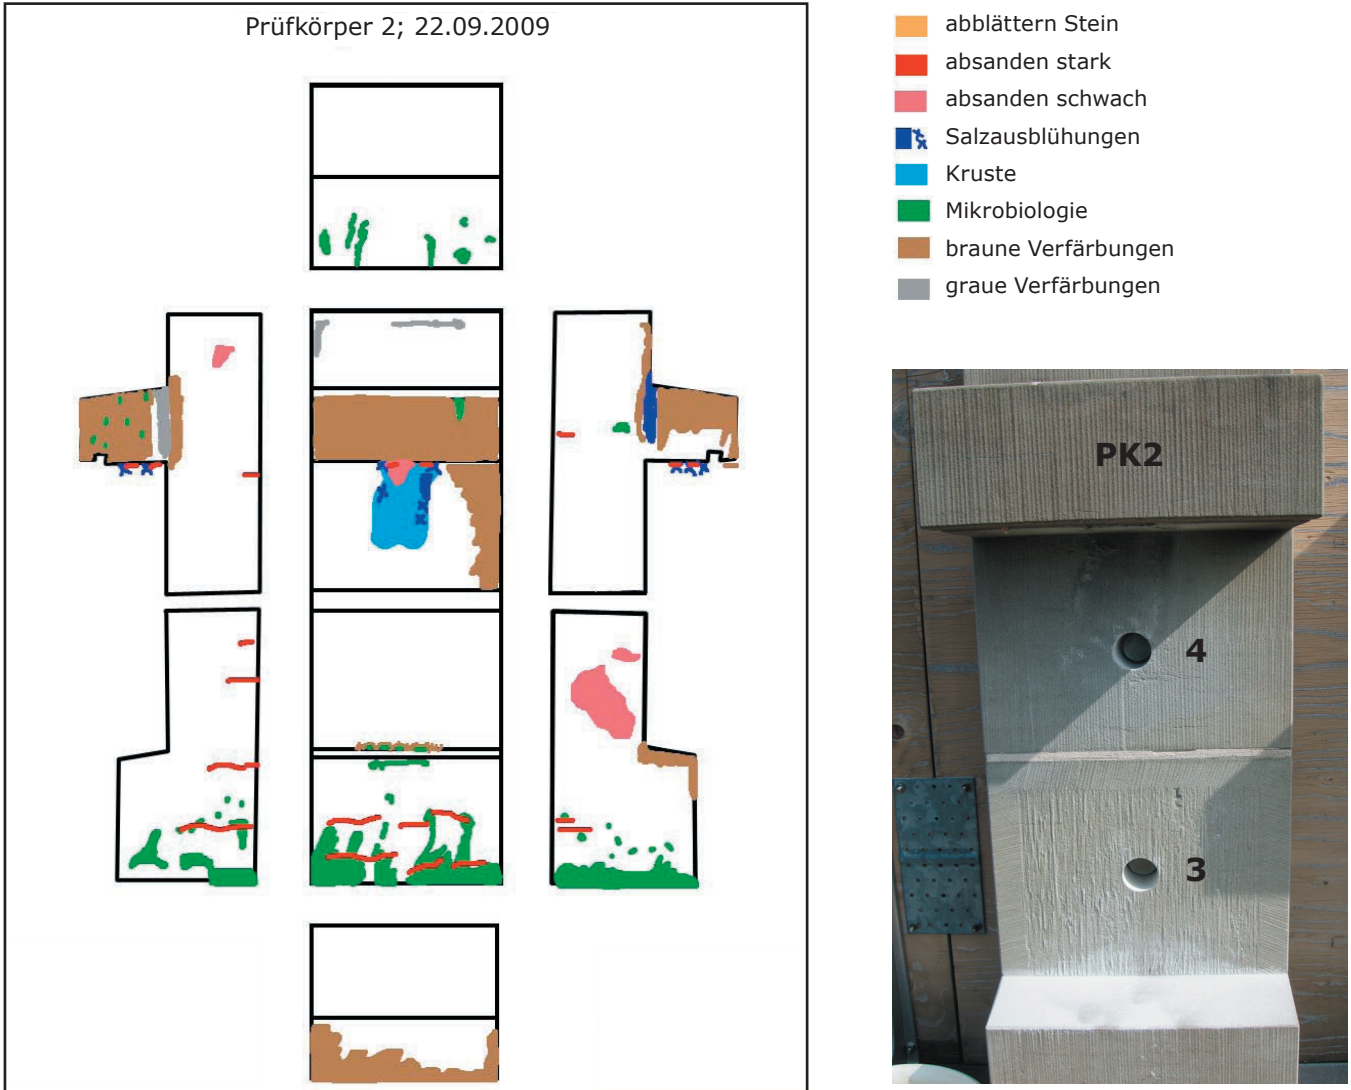 Prüfkörper 2; 22.09.2009
abblättern Stein
absanden stark
absanden schwach
Salzausblühungen
Kruste
Mikrobiologie
braune Verfärbungen
graue Verfärbungen
PK2
4
3